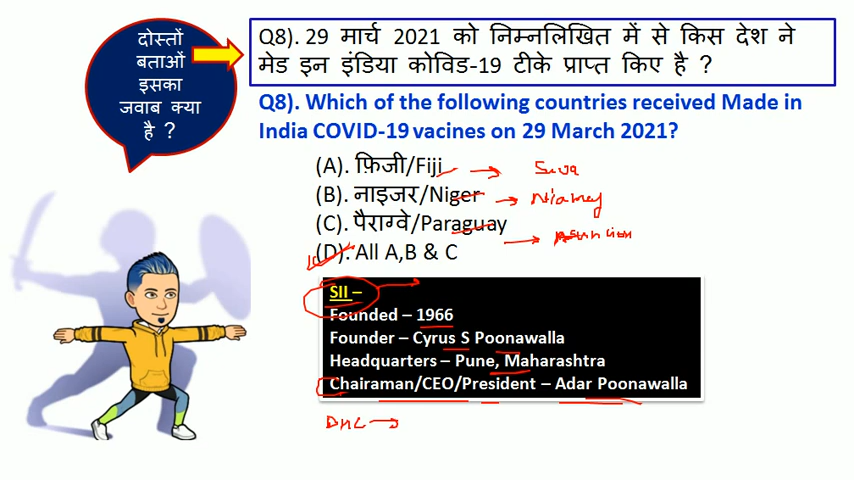 दोस्तों
बताओं
इसका
जवाब क्या
है ?
Q8). 29 मार्च 2021 को निम्नलिखित में से किस देश ने
मेड इन इंडिया कोविड-19 टीके प्राप्त किए है ?
Q8). Which of the following countries received Made in
India COVID-19 vacines on 29 March 2021?
(A). फ़िजी/Fiji Suva
(B). नाइजर/Niger Niamey
(C). पैराग्वे/Paraguay
(D). All A,B & C
SII –
Founded – 1966
Founder – Cyrus S Poonawalla
Headquarters – Pune, Maharashtra
Chairaman/CEO/President – Adar Poonawalla